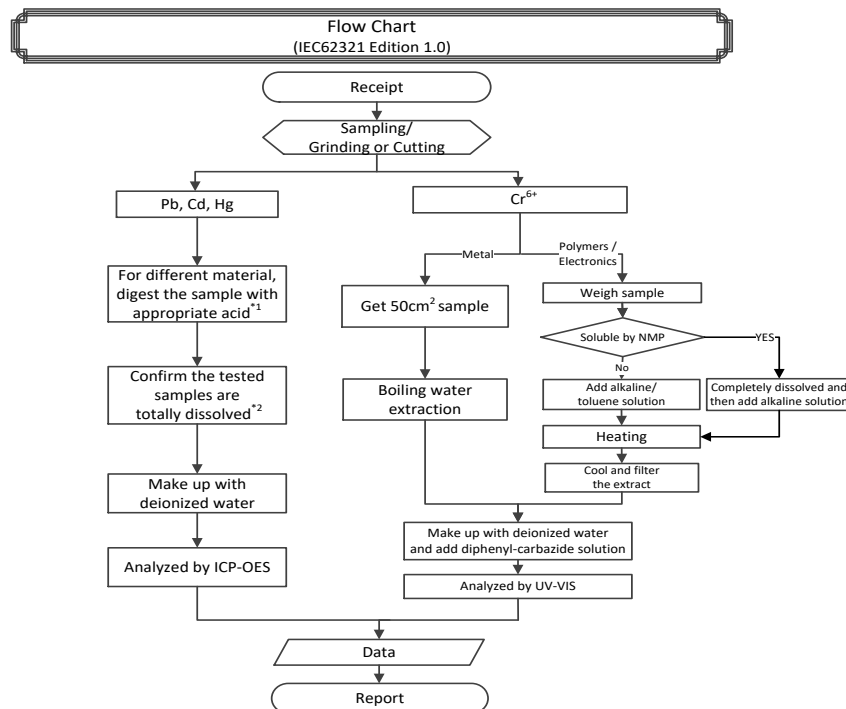 Flow Chart
(IEC62321 Edition 1.0)
Receipt
Sampling/
Grinding or Cutting
Pb, Cd, Hg
Cr6+
Metal
Polymers /
Electronics
For different material,
digest the sample with
appropriate acid*1
Get 50cm2 sample
Weigh sample
Soluble by NMP
YES
No
Confirm the tested
samples are
totally dissolved*2
Boiling water
extraction
Add alkaline/
toluene solution
Completely dissolved and
then add alkaline solution
Heating
Cool and filter
the extract
Make up with
deionized water
Make up with deionized water
and add diphenyl-carbazide solution
Analyzed by ICP-OES
Analyzed by UV-VIS
Data
Report